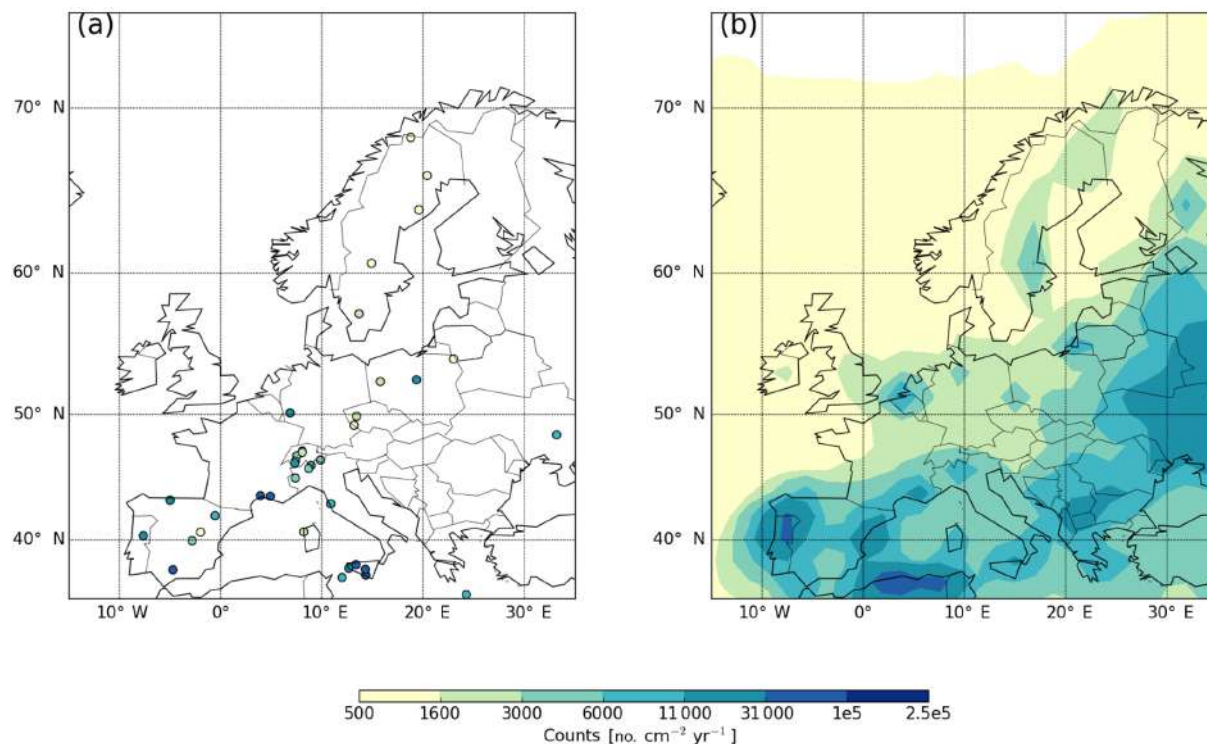 (a) (b)
70° N 70° N
60° N 60° N
50° N 50° N
40° N 40° N
10° W 0° 10° E 20° E 30° E 10° W 0° 10° E 20° E 30° E
500 1600 3000 6000 11 000 31 000 1e5 2.5e5
Counts [no. cm⁻² yr⁻¹]